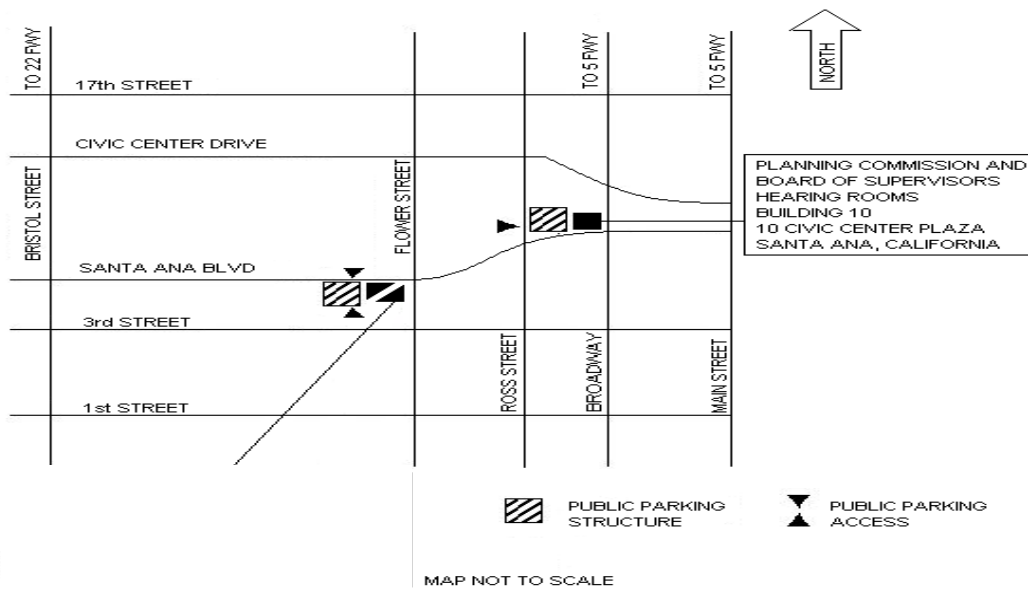 TO 22 FWY
TO 5 FWY
TO 5 FWY
NORTH
17th STREET
CIVIC CENTER DRIVE
BRISTOL STREET
FLOWER STREET
PLANNING COMMISSION AND
BOARD OF SUPERVISORS
HEARING ROOMS
BUILDING 10
10 CIVIC CENTER PLAZA
SANTA ANA, CALIFORNIA
SANTA ANA BLVD
3rd STREET
ROSS STREET
BROADWAY
MAIN STREET
1st STREET
PUBLIC PARKING
STRUCTURE
PUBLIC PARKING
ACCESS
MAP NOT TO SCALE